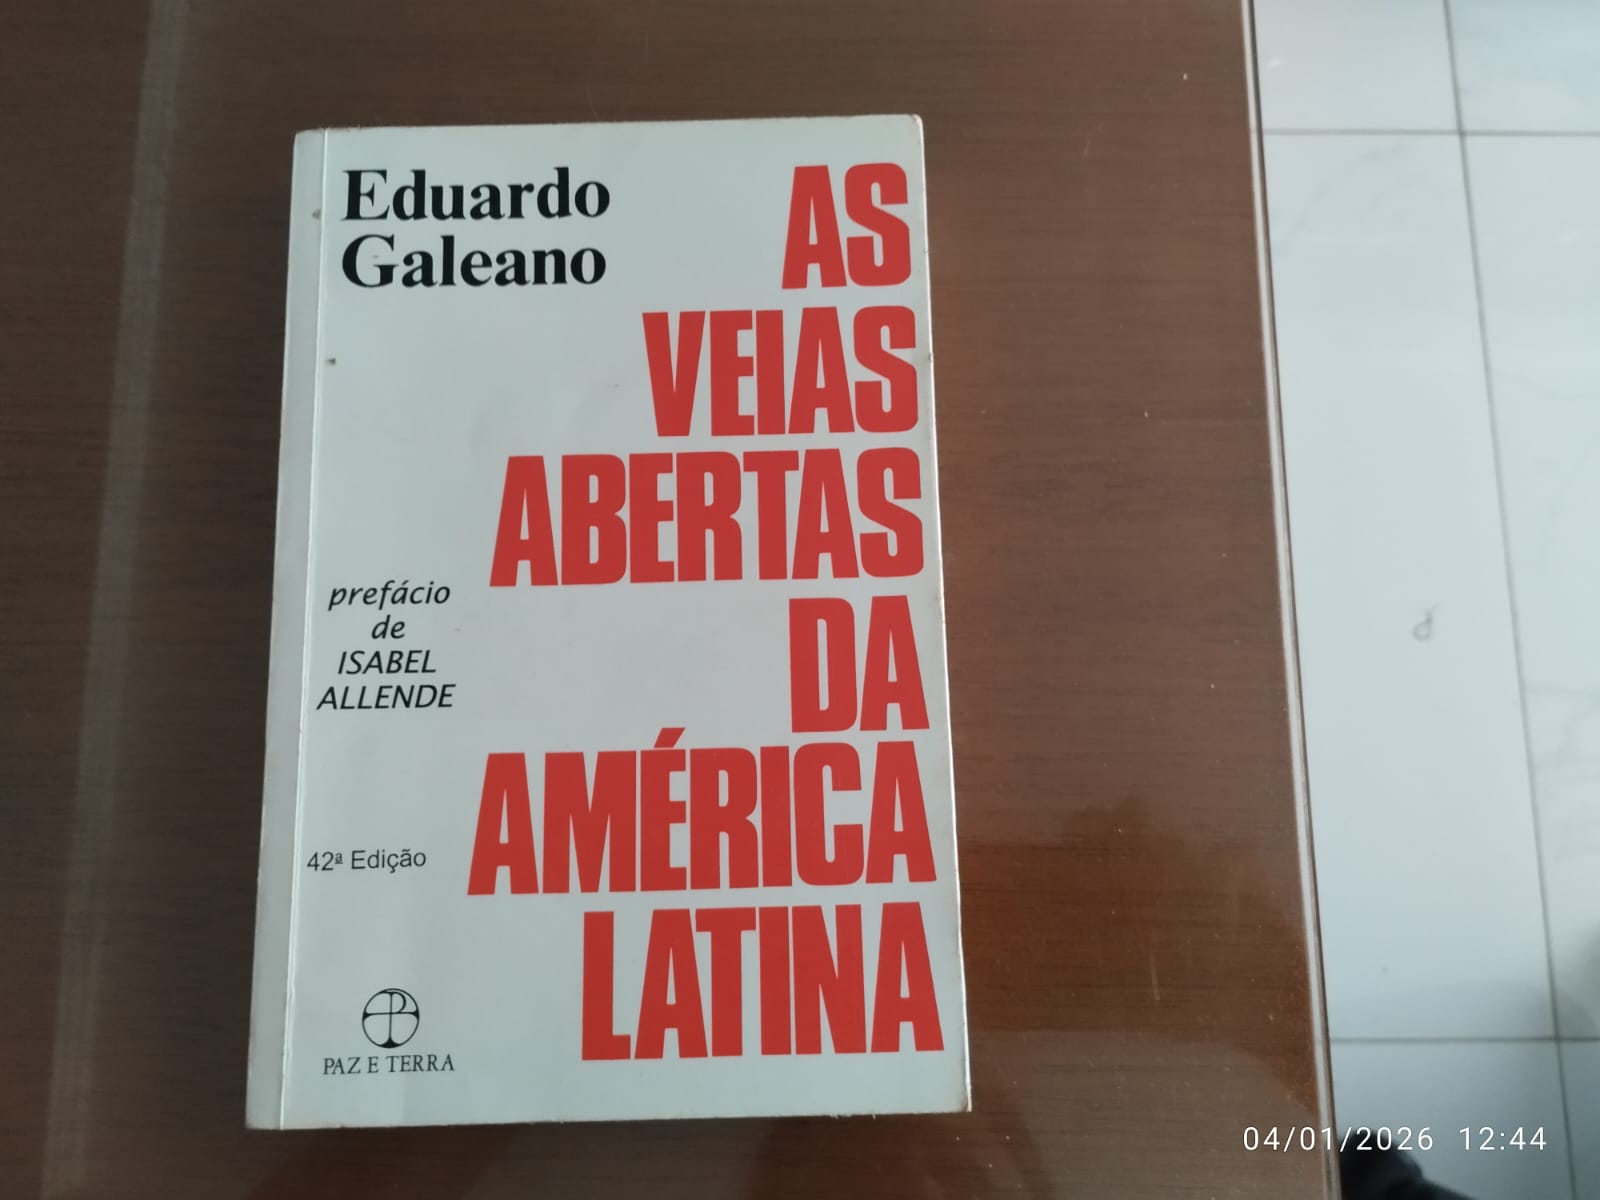 Eduardo
Galeano
AS
VEIAS
ABERTAS
DA
AMÉRICA
LATINA
prefácio
de
ISABEL
ALLENDE
42ª Edição
PAZ E TERRA
04/01/2026 12:44